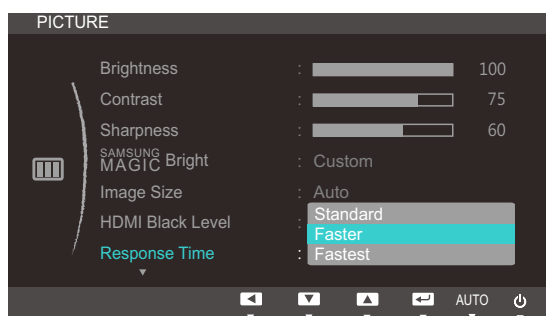 PICTURE
Brightness : 100
Contrast : 75
Sharpness : 60
SAMSUNG MAGIC Bright : Custom
Image Size : Auto
HDMI Black Level :
Standard
Faster
Response Time :
Fastest
AUTO